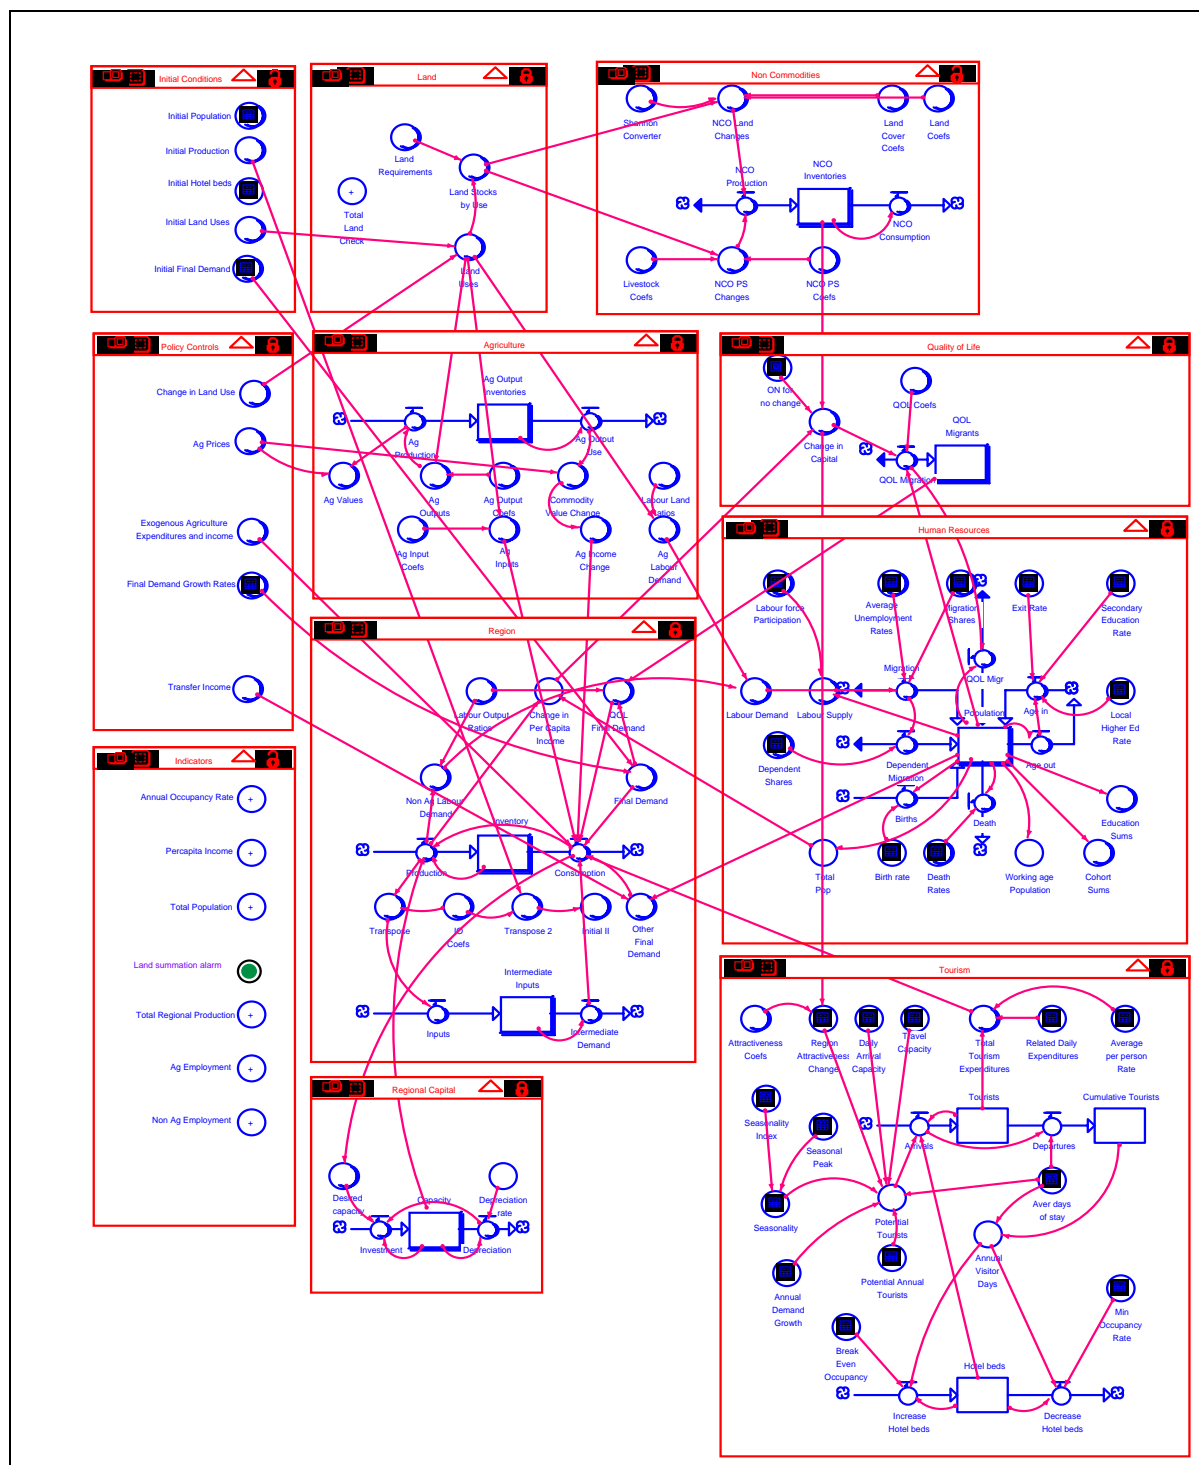 Initial Conditions
Initial Population
Initial Production
Initial Hotel beds
Initial Land Uses
Initial Final Demand
Land
Land
Requirements
Land Stocks
by Use
Total
Land
Check
Land
Uses
Non Commodities
Shannon
Converter
NCO Land
Changes
Land
Cover
Coefs
Land
Coefs
NCO
Production
NCO
Inventories
NCO
Consumption
Livestock
Coefs
NCO PS
Changes
NCO PS
Coefs
Policy Controls
Change in Land Use
Ag Prices
Exogenous Agriculture
Expenditures and income
Final Demand Growth Rates
Transfer Income
Agriculture
Ag Output
Inventories
Ag
Production
Ag Output
Use
Ag Values
Ag
Outputs
Ag Output
Coefs
Commodity
Value Change
Labour Land
Ratios
Ag Input
Coefs
Ag
Inputs
Ag Income
Change
Ag
Labour
Demand
Quality of Life
ON for
no change
QOL Coefs
Change in
Capital
QOL
Migrants
QOL Migration
Human Resources
Labour force
Participation
Average
Unemployment
Rates
Migration
Shares
Exit Rate
Secondary
Education
Rate
Migration
QOL Migr
Labour Demand
Labour Supply
Population
Age in
Local
Higher Ed
Rate
Dependent
Shares
Dependent
Migration
Age out
Births
Death
Education
Sums
Total
Pop
Birth rate
Death
Rates
Working age
Population
Cohort
Sums
Region
Labour Output
Ratios
Change in
Per Capita
Income
QOL
Final Demand
Non Ag Labour
Demand
Final Demand
Inventory
Production
Consumption
Transpose
IO
Coefs
Transpose 2
Initial II
Other
Final
Demand
Intermediate
Inputs
Inputs
Intermediate
Demand
Indicators
Annual Occupancy Rate
Percapita Income
Total Population
Land summation alarm
Total Regional Production
Ag Employment
Non Ag Employment
Regional Capital
Desired
capacity
Capacity
Depreciation
rate
Investment
Depreciation
Tourism
Attractiveness
Coefs
Region
Attractiveness
Change
Daily
Arrival
Capacity
Travel
Capacity
Total
Tourism
Expenditures
Related Daily
Expenditures
Average
per person
Rate
Seasonality
Index
Seasonal
Peak
Tourists
Cumulative Tourists
Arrivals
Departures
Seasonality
Potential
Tourists
Aver days
of stay
Annual
Visitor
Days
Annual
Demand
Growth
Potential Annual
Tourists
Min
Occupancy
Rate
Break
Even
Occupancy
Hotel beds
Increase
Hotel beds
Decrease
Hotel beds